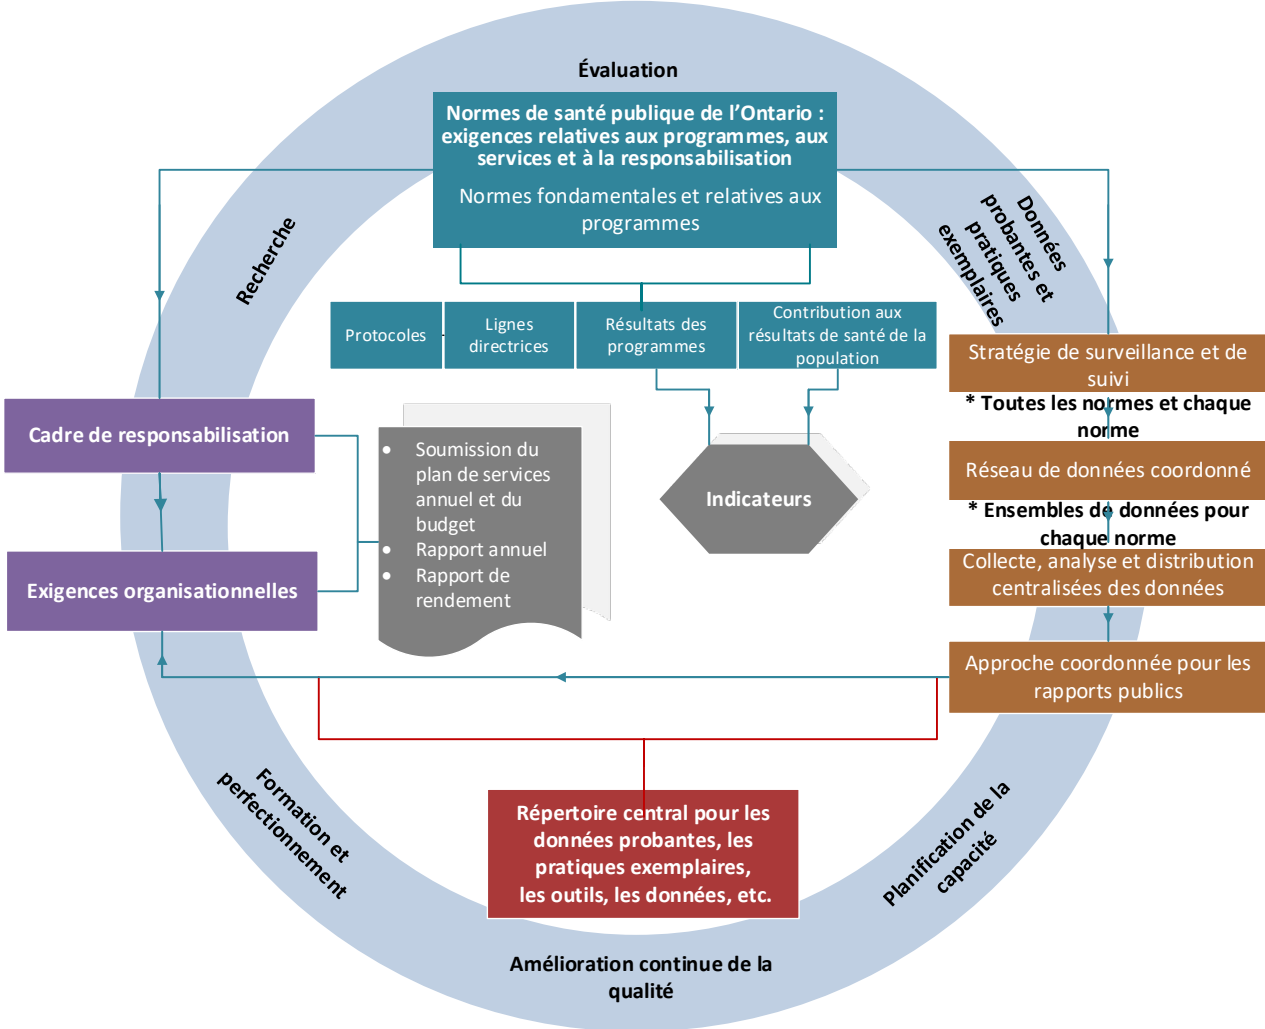 Évaluation
Normes de santé publique de l’Ontario :
exigences relatives aux programmes, aux
services et à la responsabilisation
Normes fondamentales et relatives aux
programmes
Recherche
Données
probantes et
pratiques
exemplaires
Protocoles
Lignes
directrices
Résultats des
programmes
Contribution aux
résultats de santé de la
population
Stratégie de surveillance et de
suivi
* Toutes les normes et chaque
norme
Réseau de données coordonné
* Ensembles de données pour
chaque norme
Collecte, analyse et distribution
centralisées des données
Approche coordonnée pour les
rapports publics
Cadre de responsabilisation
Exigences organisationnelles
• Soumission du
plan de services
annuel et du
budget
• Rapport annuel
• Rapport de
rendement
Indicateurs
Répertoire central pour les
données probantes, les
pratiques exemplaires,
les outils, les données, etc.
Formation et
perfectionnement
Planification de la
capacité
Amélioration continue de la
qualité